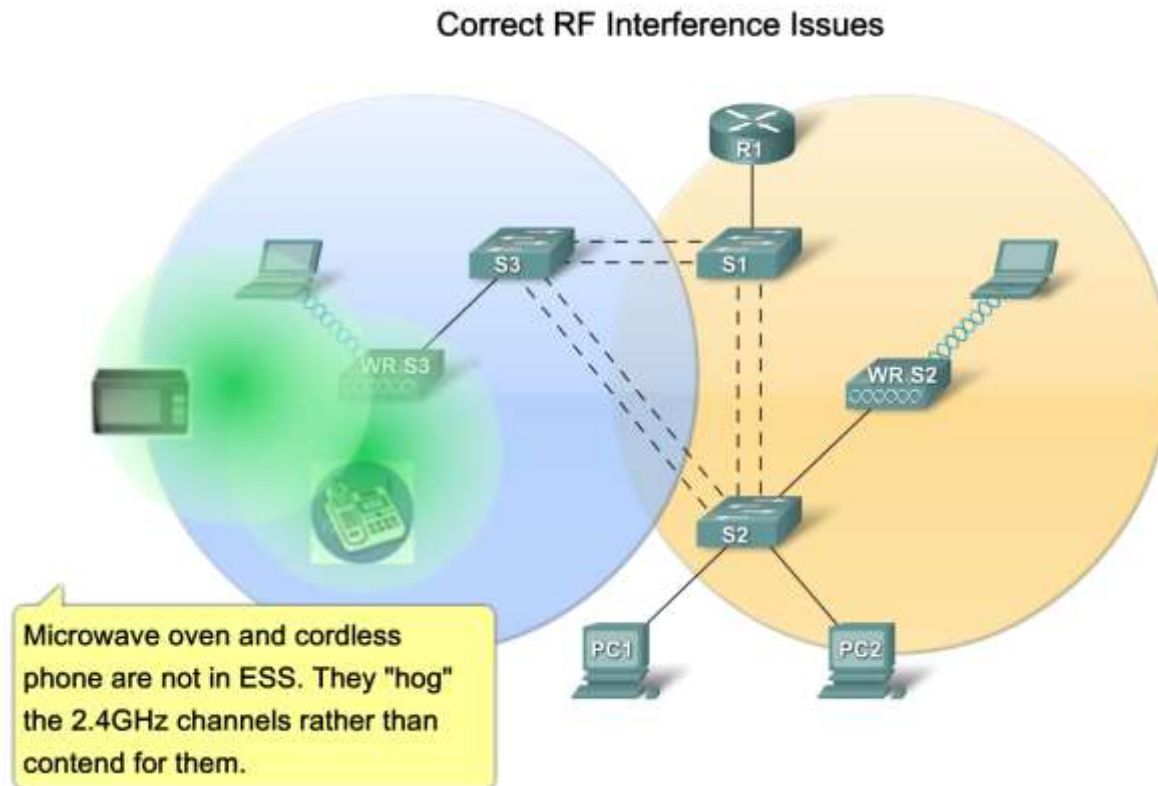 Correct RF Interference Issues
R1
S3
S1
WR S3
WR S2
S2
PC1
PC2
Microwave oven and cordless
phone are not in ESS. They "hog"
the 2.4GHz channels rather than
contend for them.